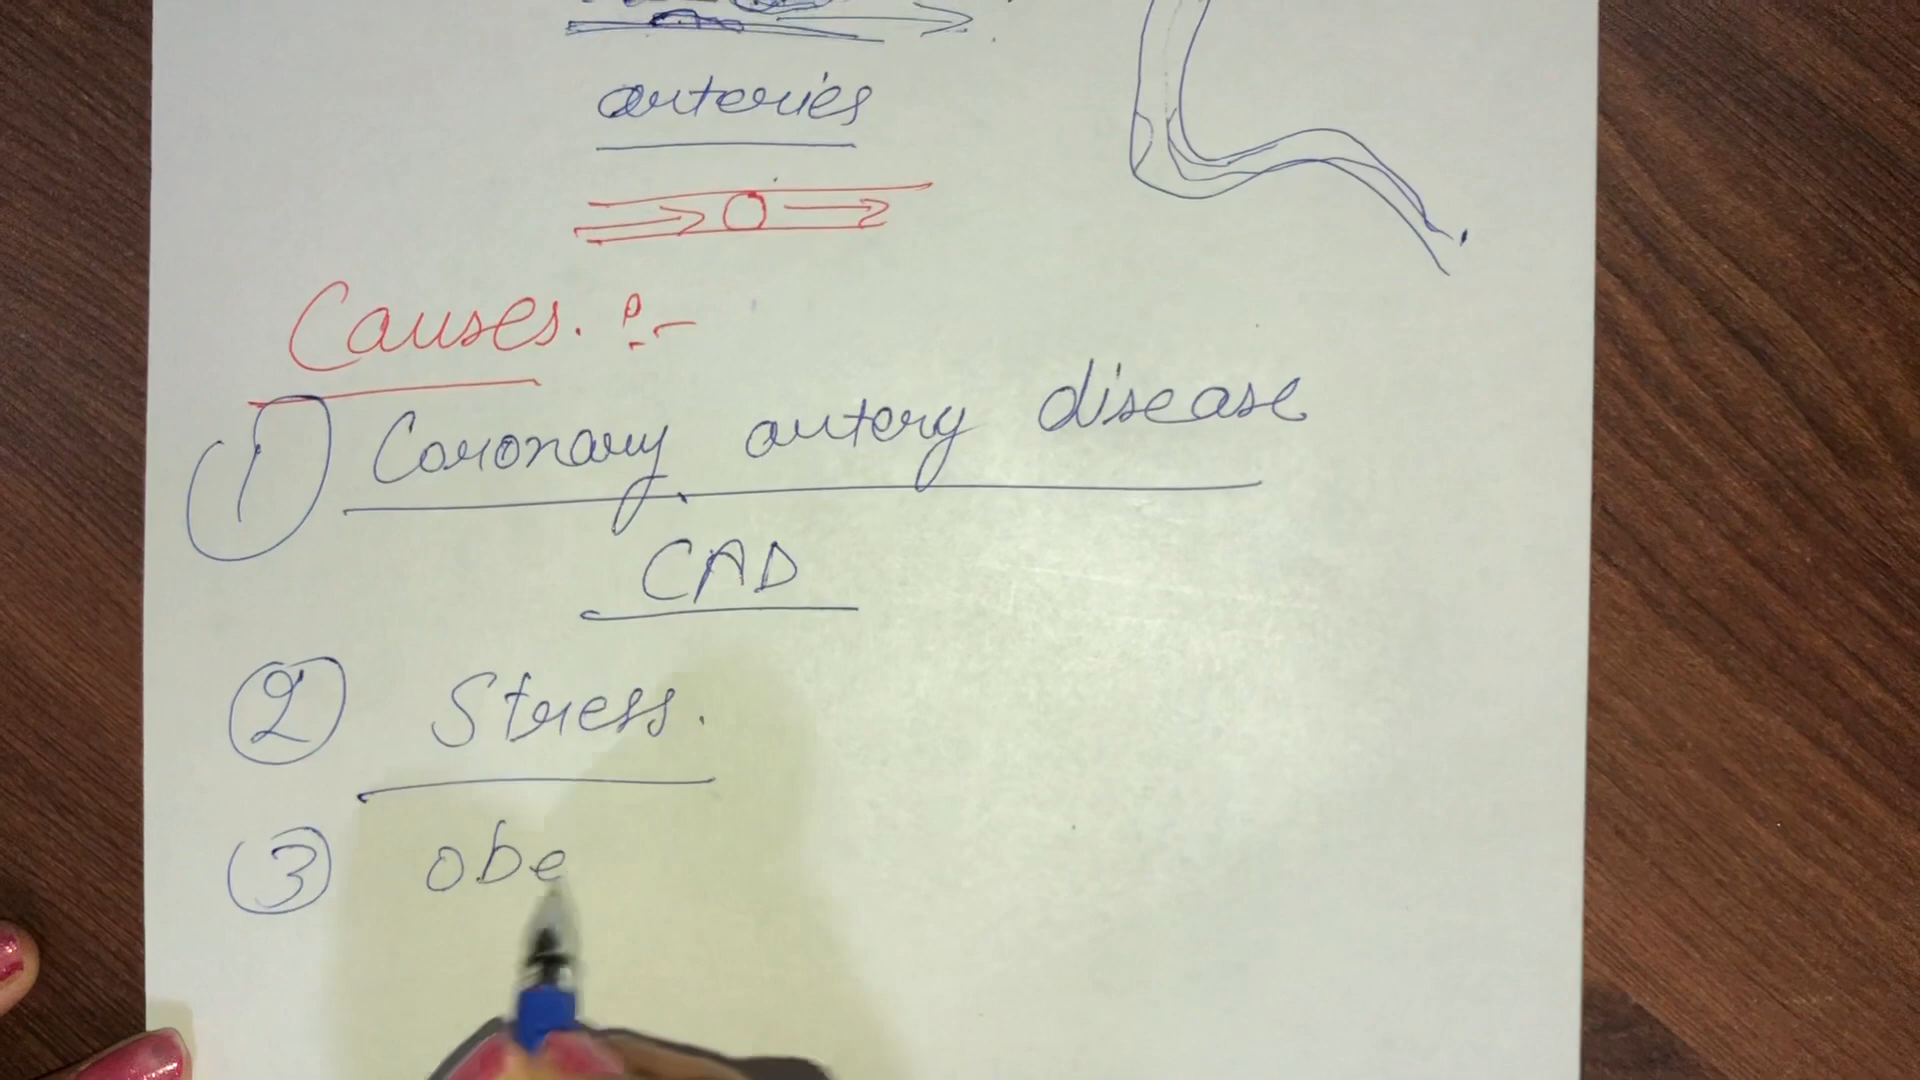 arteries
Causes. :-
1 Coronary artery disease
CAD
2 Stress.
3 obe